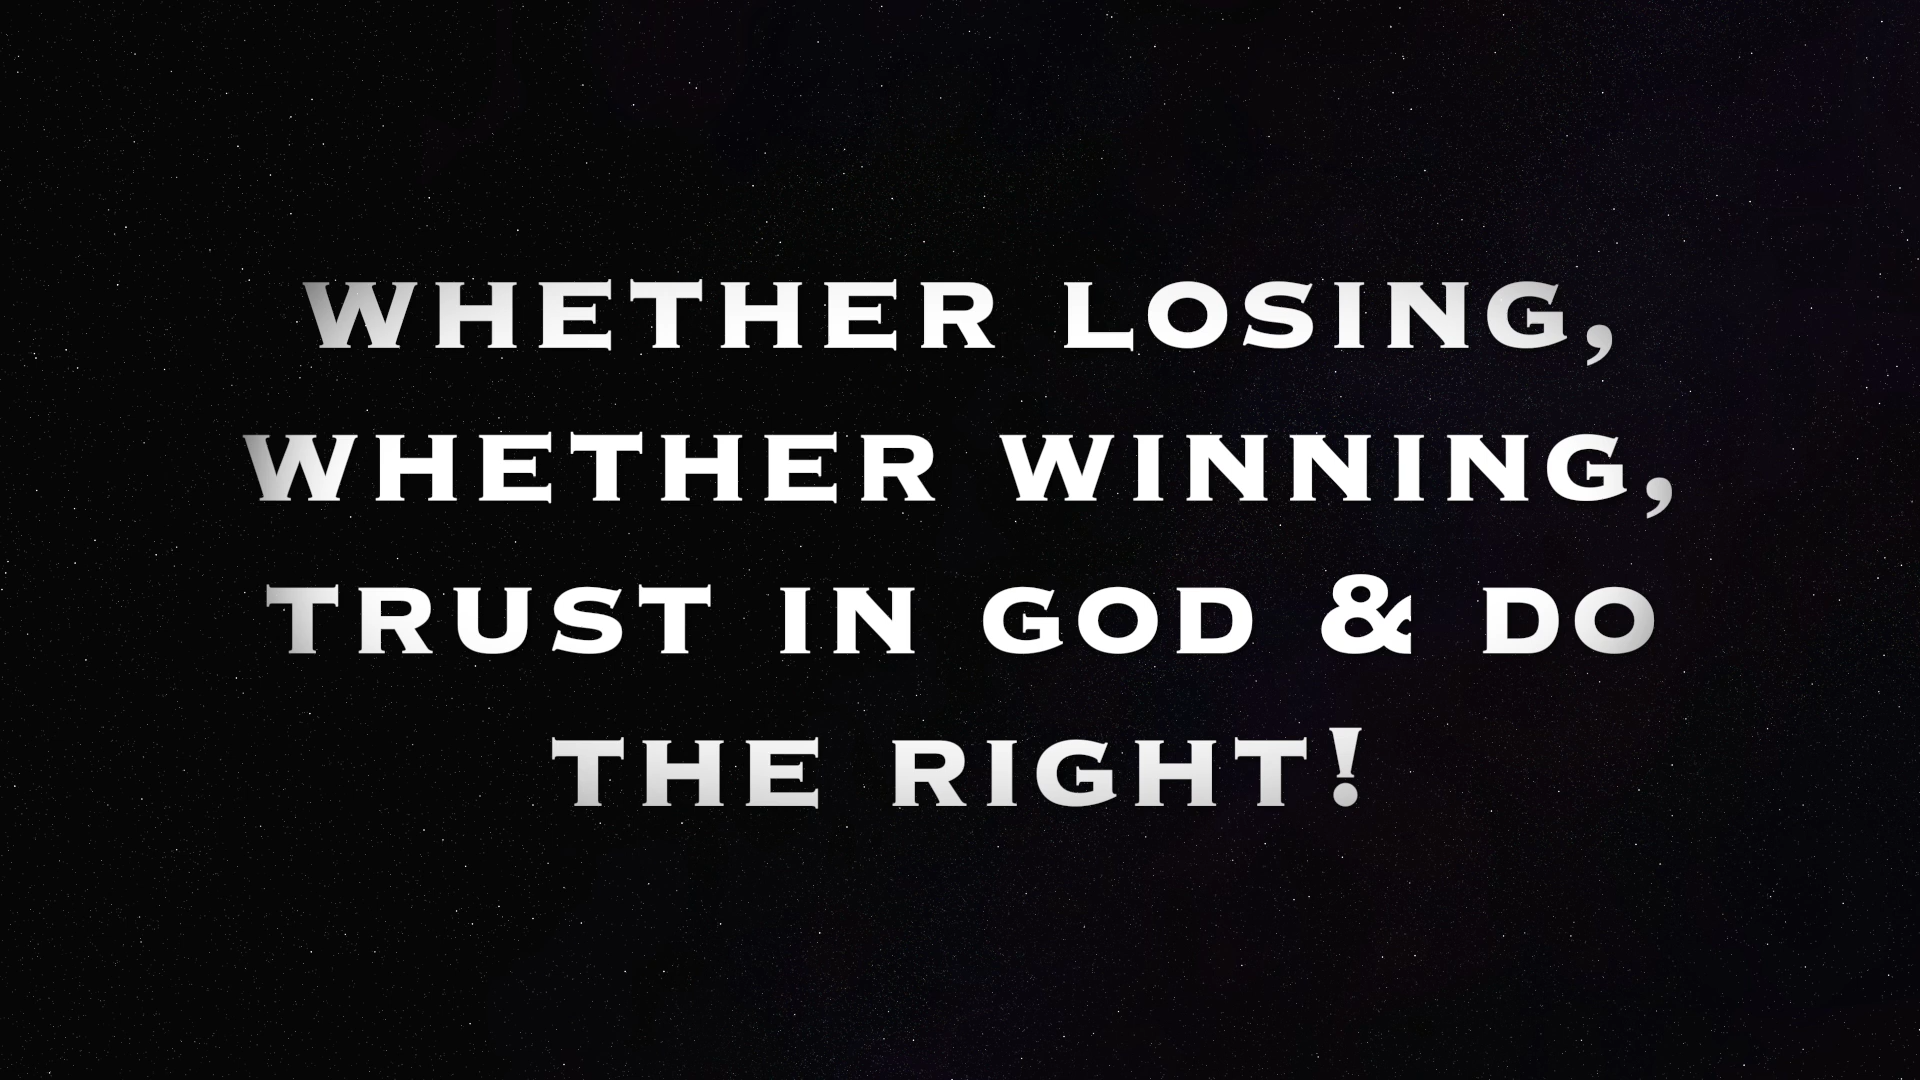 WHETHER LOSING,
WHETHER WINNING,
TRUST IN GOD & DO
THE RIGHT!